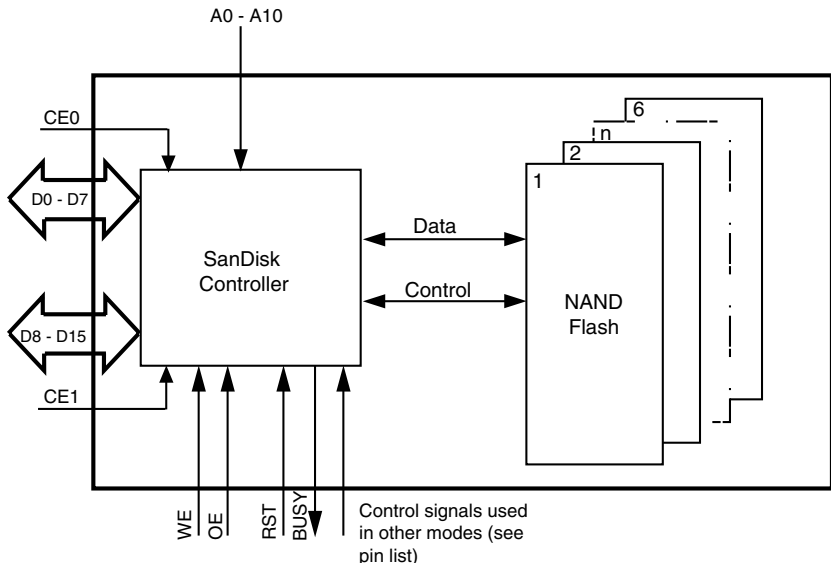 A0 - A10
CE0
D0 - D7
D8 - D15
CE1
SanDisk
Controller
Data
Control
1
2
n
6
NAND
Flash
WE
OE
RST
BUSY
Control signals used
in other modes (see
pin list)